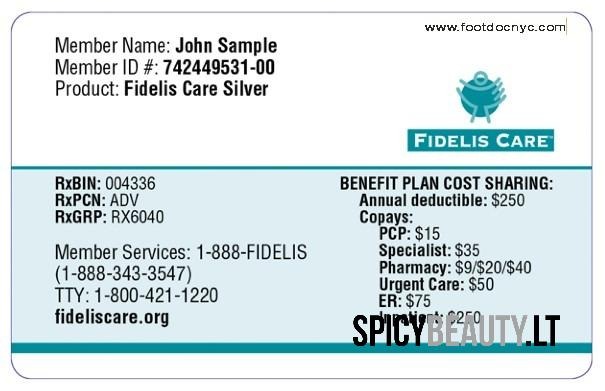 www.footdocnyc.com
Member Name: John Sample
Member ID #: 742449531-00
Product: Fidelis Care Silver
FIDELIS CARE™
RxBIN: 004336
RxPCN: ADV
RxGRP: RX6040
Member Services: 1-888-FIDELIS
(1-888-343-3547)
TTY: 1-800-421-1220
fideliscare.org
BENEFIT PLAN COST SHARING:
Annual deductible: $250
Copays:
PCP: $15
Specialist: $35
Pharmacy: $9/$20/$40
Urgent Care: $50
ER: $75
Inpatient: $250
SPICYBEAUTY.LT